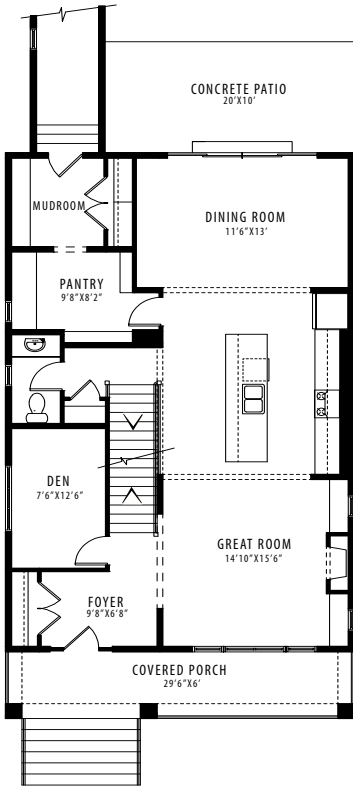 CONCRETE PATIO
20'X10'
MUDROOM
DINING ROOM
11'6"X13'
PANTRY
9'8"X8'2"
DEN
7'6"X12'6"
GREAT ROOM
14'10"X15'6"
FOYER
9'8"X6'8"
COVERED PORCH
29'6"X6'